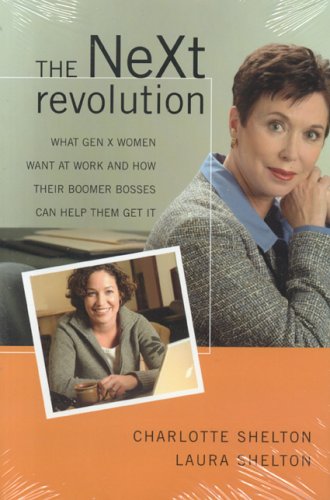 THE NeXt
revolution
WHAT GEN X WOMEN
WANT AT WORK AND HOW
THEIR BOOMER BOSSES
CAN HELP THEM GET IT
CHARLOTTE SHELTON
LAURA SHELTON